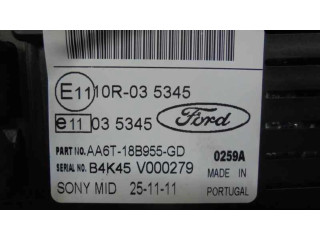 E11 10R-03 5345
e11 03 5345
Ford
PART NO. AA6T-18B955-GD 0259A
SERIAL NO. B4K45 V000279 MADE IN
SONY MID 25-11-11 PORTUGAL